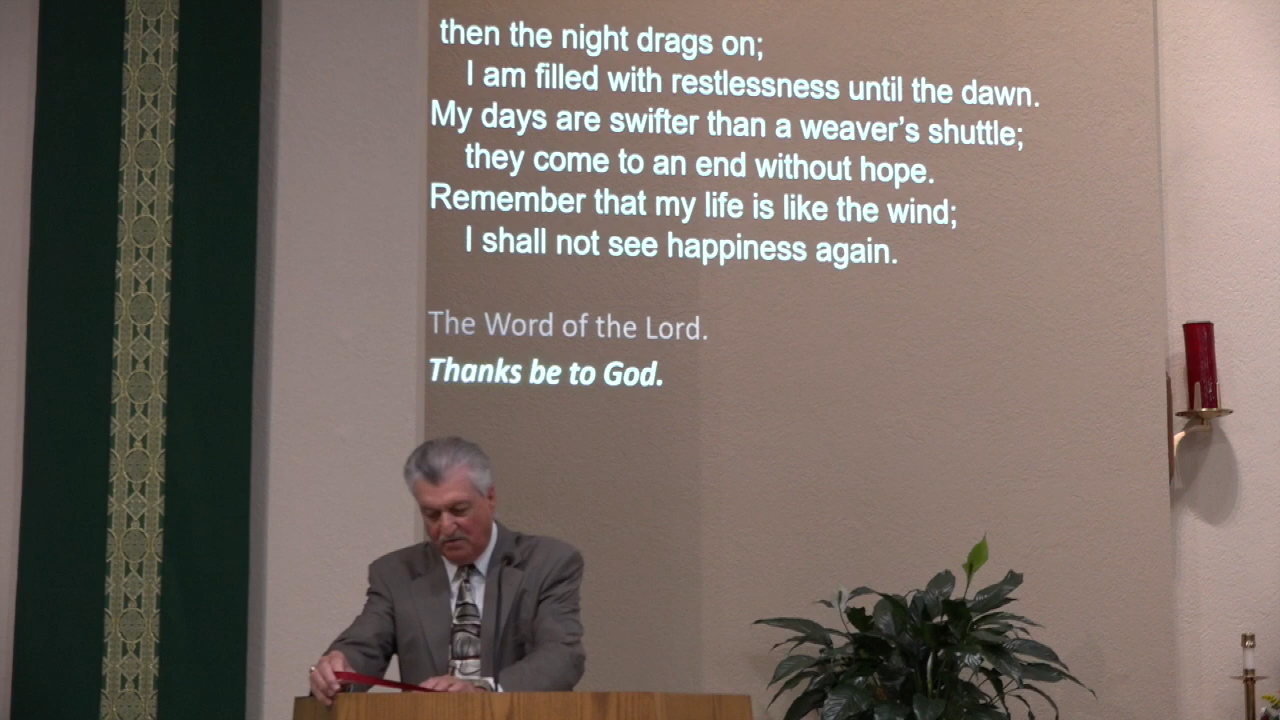 then the night drags on;
I am filled with restlessness until the dawn.
My days are swifter than a weaver’s shuttle;
they come to an end without hope.
Remember that my life is like the wind;
I shall not see happiness again.
The Word of the Lord.
Thanks be to God.